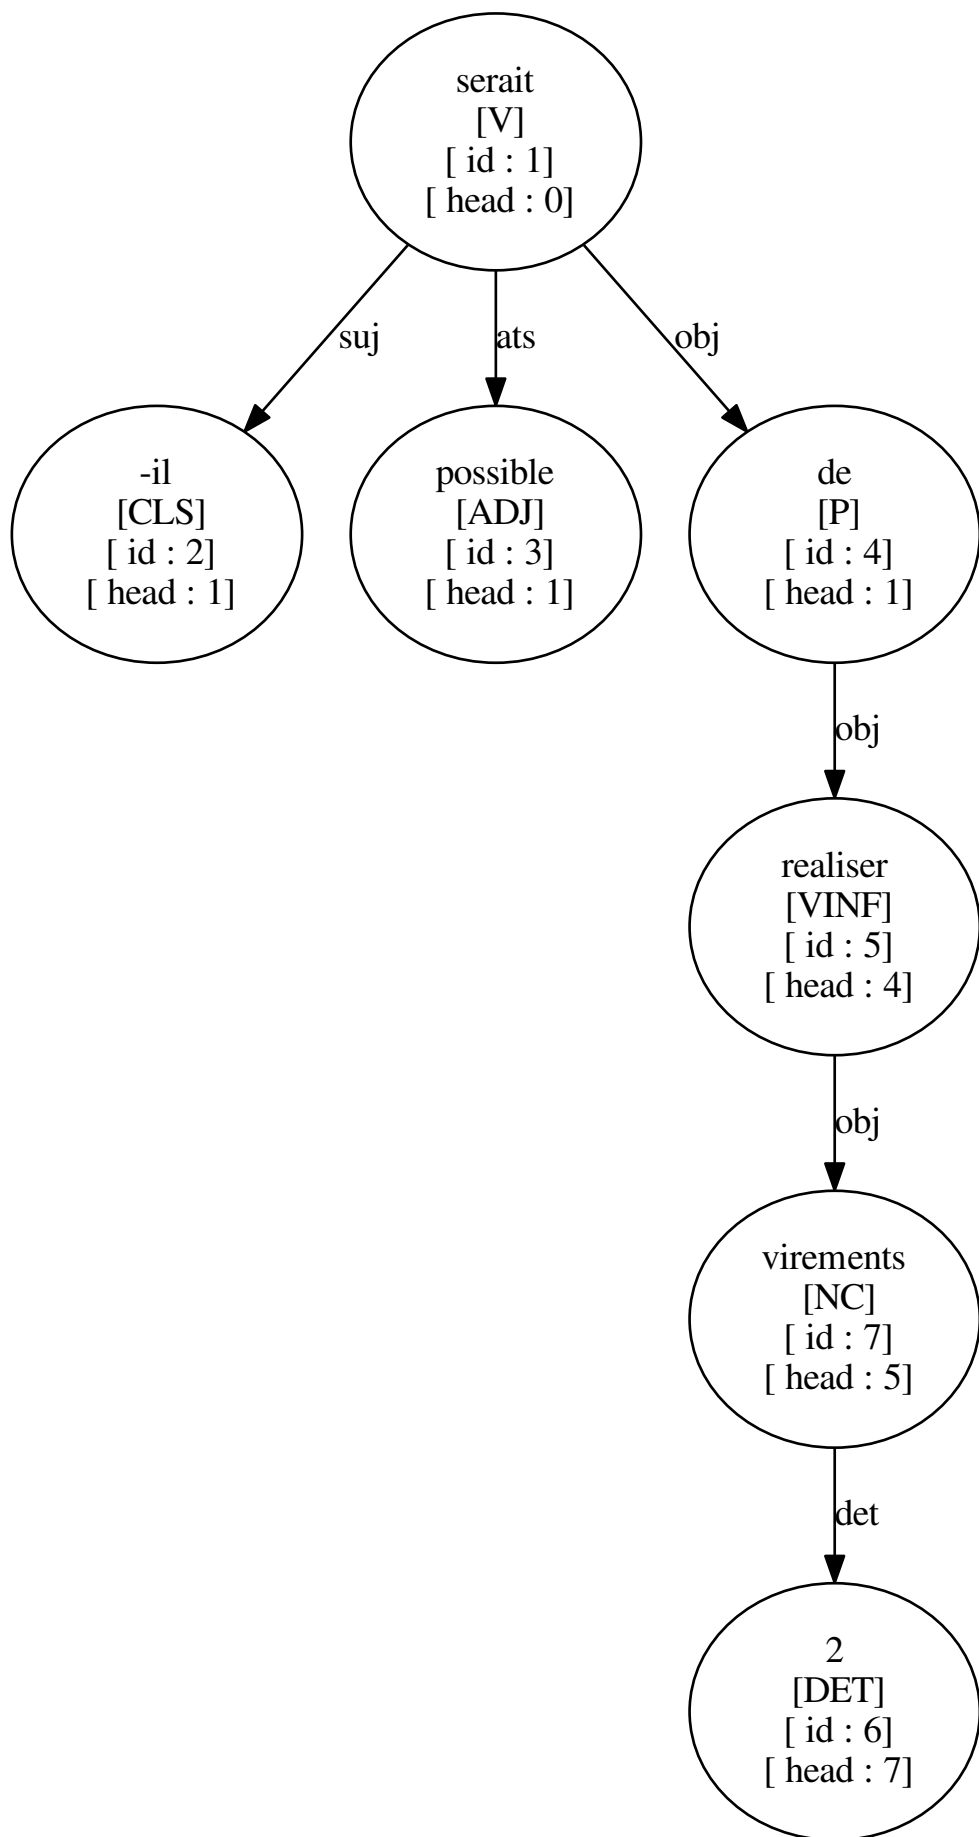 serait
[V]
[ id : 1]
[ head : 0]
suj
ats
obj
-il
[CLS]
[ id : 2]
[ head : 1]
possible
[ADJ]
[ id : 3]
[ head : 1]
de
[P]
[ id : 4]
[ head : 1]
obj
realiser
[VINF]
[ id : 5]
[ head : 4]
obj
virements
[NC]
[ id : 7]
[ head : 5]
det
2
[DET]
[ id : 6]
[ head : 7]